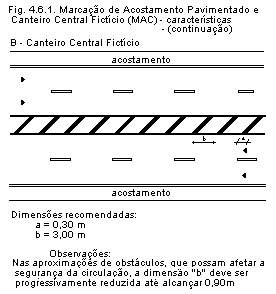 Fig. 4.6.1. Marcação de Acostamento Pavimentado e
Canteiro Central Fictício (MAC) - características
- (continuação)
B - Canteiro Central Fictício
acostamento
b
a
acostamento
Dimensões recomendadas:
a = 0,30 m
b = 3,00 m
Observações:
Nas aproximações de obstáculos, que possam afetar a
segurança da circulação, a dimensão "b" deve ser
progressivamente reduzida até alcançar 0,90m